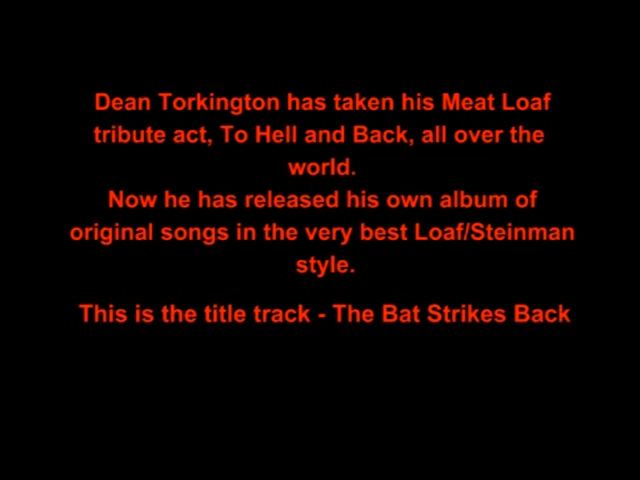 Dean Torkington has taken his Meat Loaf
tribute act, To Hell and Back, all over the
world.
Now he has released his own album of
original songs in the very best Loaf/Steinman
style.
This is the title track - The Bat Strikes Back